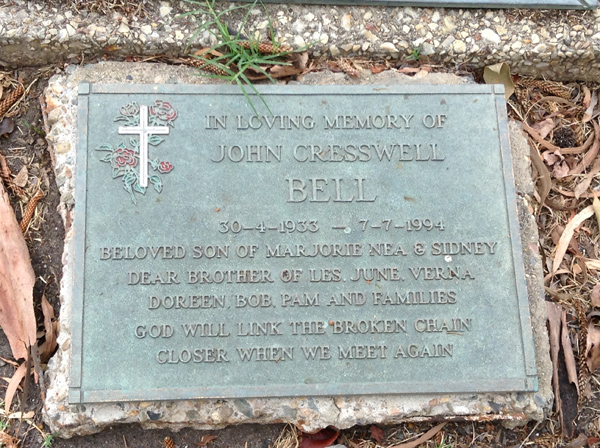 IN LOVING MEMORY OF
JOHN CRESSWELL
BELL
30-4-1933 — 7-7-1994
BELOVED SON OF MARJORIE NEA & SIDNEY
DEAR BROTHER OF LES, JUNE, VERNA
DOREEN, BOB, PAM AND FAMILIES
GOD WILL LINK THE BROKEN CHAIN
CLOSER WHEN WE MEET AGAIN